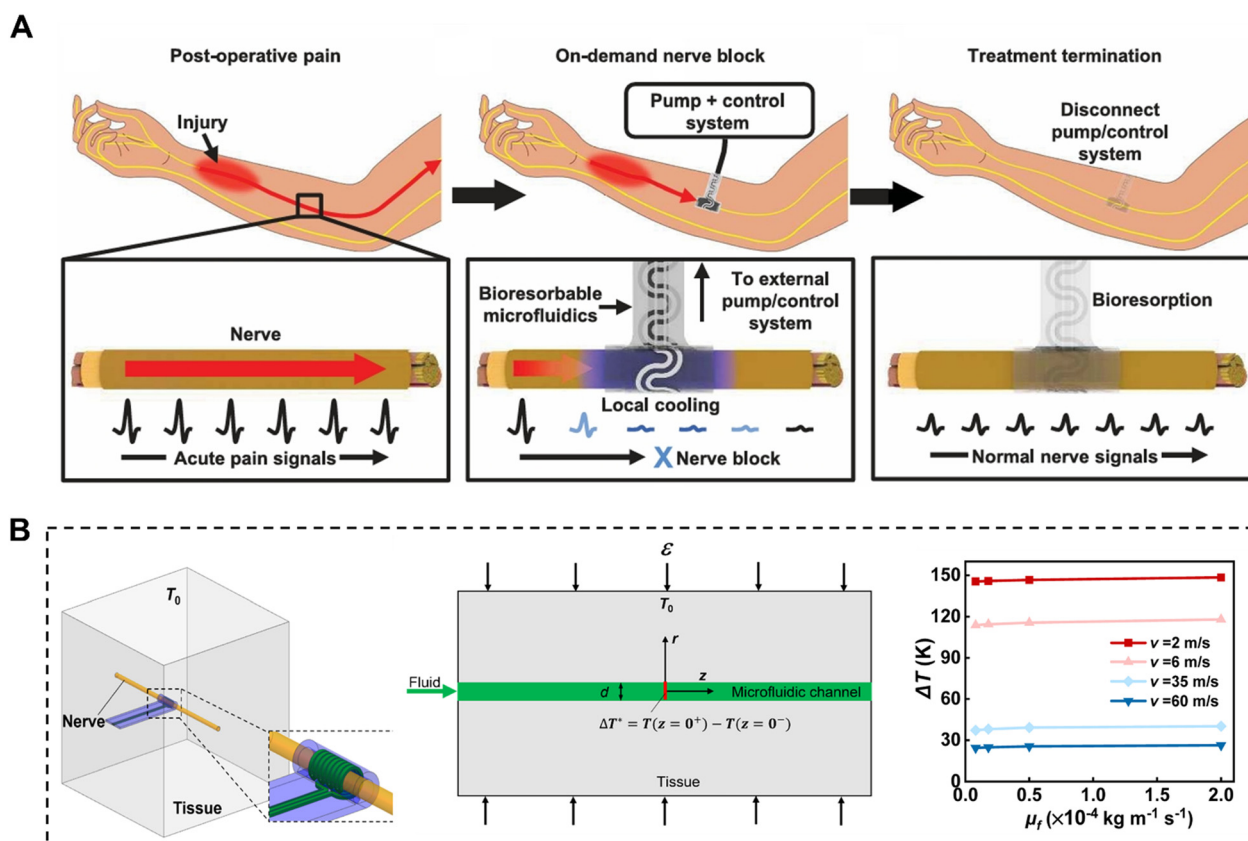 A
Post-operative pain
On-demand nerve block
Treatment termination
Injury
Pump + control
system
Disconnect
pump/control
system
Nerve
Acute pain signals
Bioresorbable
microfluidics
To external
pump/control
system
Local cooling
X Nerve block
Bioresorption
Normal nerve signals
B
T₀
Nerve
Tissue
ε
T₀
r
z
Fluid
d
Microfluidic channel
ΔT* = T(z = 0⁺) − T(z = 0⁻)
Tissue
ΔT (K)
150
120
90
60
30
0
v =2 m/s
v =6 m/s
v =35 m/s
v =60 m/s
0.0 0.5 1.0 1.5 2.0
μf (×10⁻⁴ kg m⁻¹ s⁻¹)